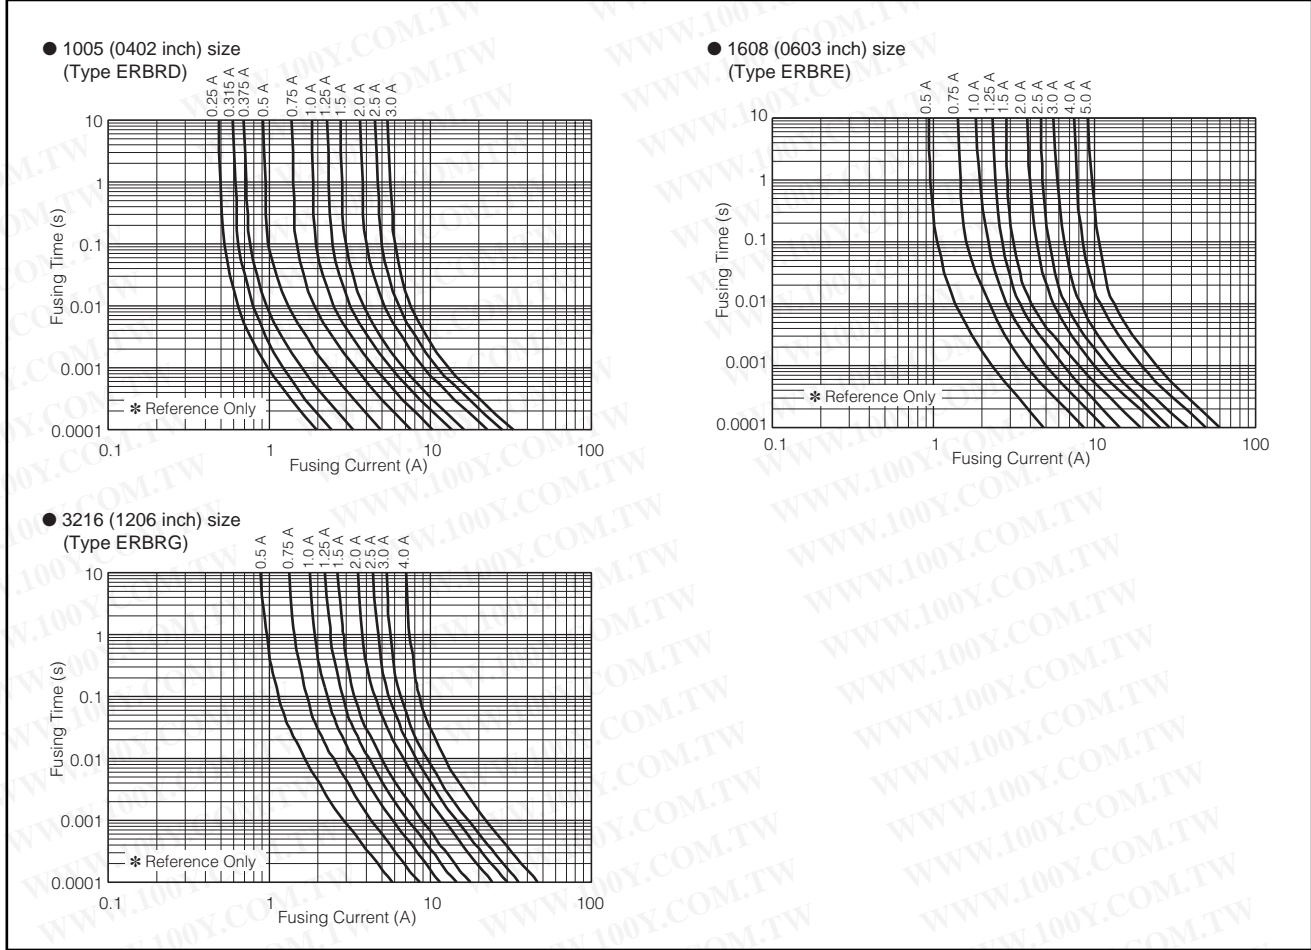 ● 1005 (0402 inch) size
(Type ERBRD)
0.25 A
0.315 A
0.375 A
0.5 A
0.75 A
1.0 A
1.25 A
1.5 A
2.0 A
2.5 A
3.0 A
10
1
0.1
0.01
0.001
0.0001
Fusing Time (s)
✽ Reference Only
0.1 1 10 100
Fusing Current (A)
● 1608 (0603 inch) size
(Type ERBRE)
0.5 A
0.75 A
1.0 A
1.25 A
1.5 A
2.0 A
2.5 A
3.0 A
4.0 A
5.0 A
10
1
0.1
0.01
0.001
0.0001
Fusing Time (s)
✽ Reference Only
0.1 1 10 100
Fusing Current (A)
● 3216 (1206 inch) size
(Type ERBRG)
0.5 A
0.75 A
1.0 A
1.25 A
1.5 A
2.0 A
2.5 A
3.0 A
4.0 A
10
1
0.1
0.01
0.001
0.0001
Fusing Time (s)
✽ Reference Only
0.1 1 10 100
Fusing Current (A)
WWW.100Y.COM.TW